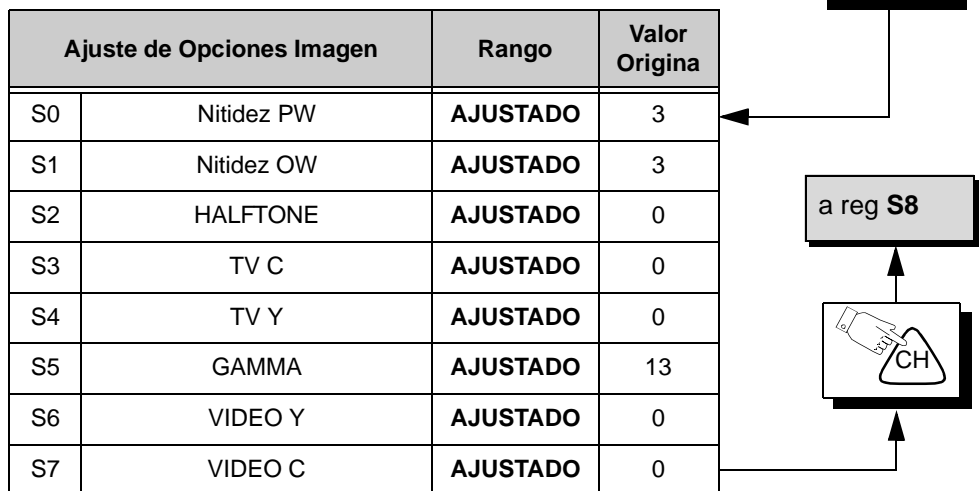 Ajuste de Opciones Imagen Rango Valor Origina
S0 Nitidez PW AJUSTADO 3
S1 Nitidez OW AJUSTADO 3
S2 HALFTONE AJUSTADO 0
S3 TV C AJUSTADO 0
S4 TV Y AJUSTADO 0
S5 GAMMA AJUSTADO 13
S6 VIDEO Y AJUSTADO 0
S7 VIDEO C AJUSTADO 0
a reg S8
CH